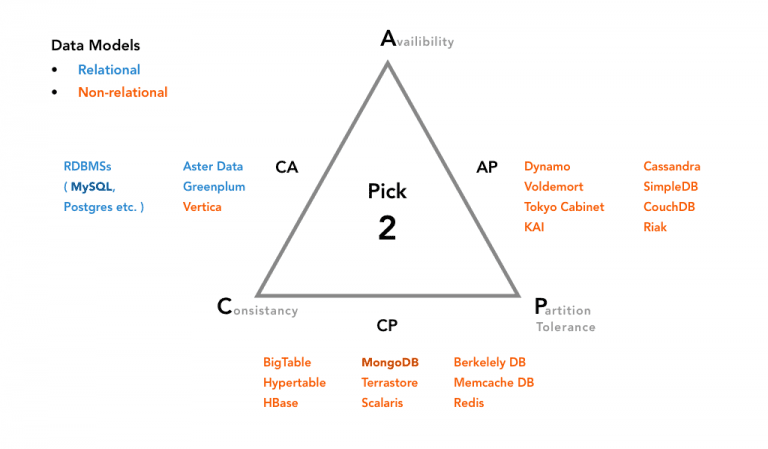 Data Models
• Relational
• Non-relational
Availibility
CA
AP
RDBMSs
( MySQL,
Postgres etc. )
Aster Data
Greenplum
Vertica
Pick
2
Dynamo
Voldemort
Tokyo Cabinet
KAI
Cassandra
SimpleDB
CouchDB
Riak
Consistancy
Partition
Tolerance
CP
BigTable
Hypertable
HBase
MongoDB
Terrastore
Scalaris
Berkelely DB
Memcache DB
Redis